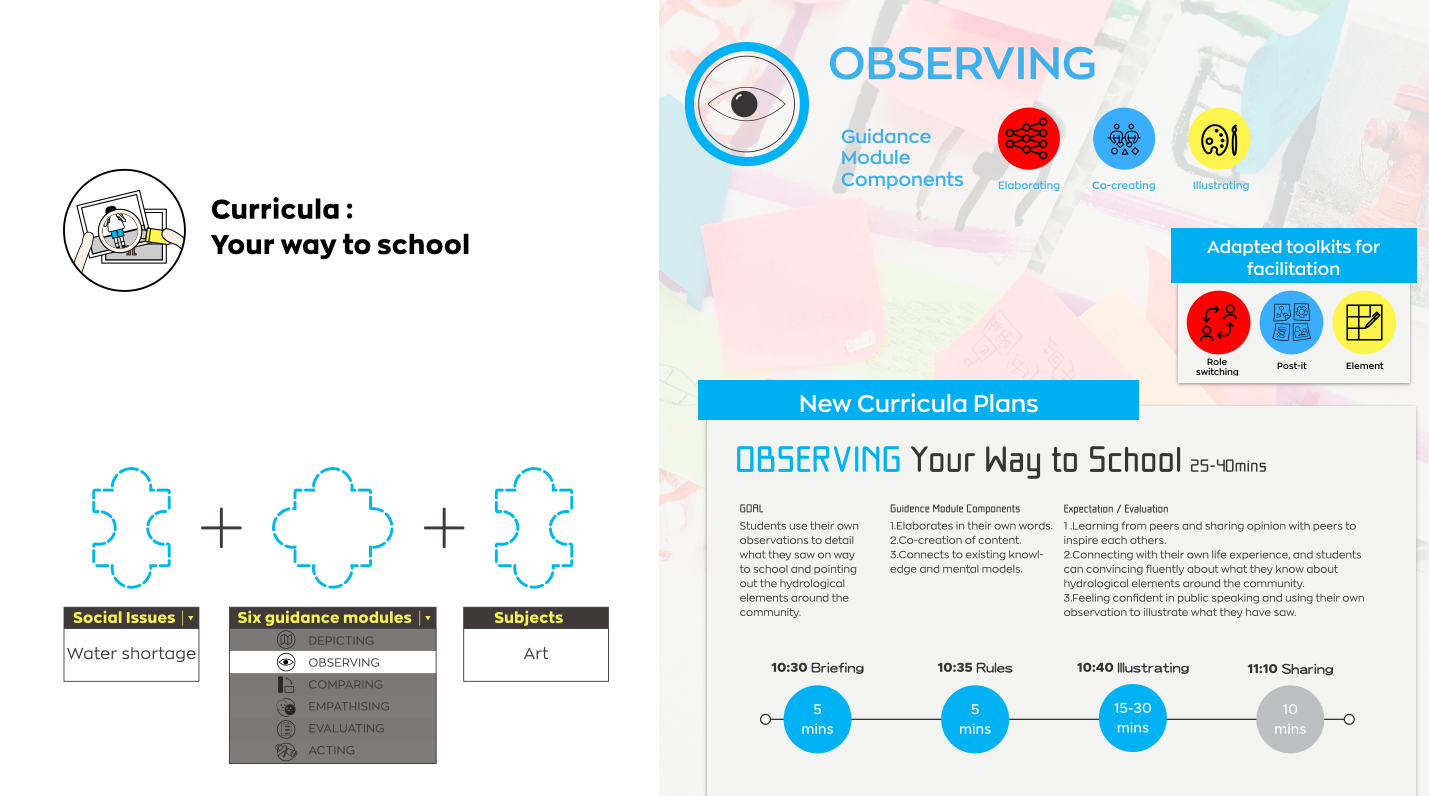 Curricula :
Your way to school
Social Issues
Water shortage
Six guidance modules
DEPICTING
OBSERVING
COMPARING
EMPATHISING
EVALUATING
ACTING
Subjects
Art
OBSERVING
Guidance
Module
Components
Elaborating
Co-creating
Illustrating
Adapted toolkits for
facilitation
Role
switching
Post-it
Element
New Curricula Plans
OBSERVING Your Way to School 25-40mins
GOAL
Students use their own
observations to detail
what they saw on way
to school and pointing
out the hydrological
elements around the
community.
Guidence Module Components
1.Elaborates in their own words.
2.Co-creation of content.
3.Connects to existing knowl-
edge and mental models.
Expectation / Evaluation
1 .Learning from peers and sharing opinion with peers to
inspire each others.
2.Connecting with their own life experience, and students
can convincing fluently about what they know about
hydrological elements around the community.
3.Feeling confident in public speaking and using their own
observation to illustrate what they have saw.
10:30 Briefing
5
mins
10:35 Rules
5
mins
10:40 Illustrating
15-30
mins
11:10 Sharing
10
mins